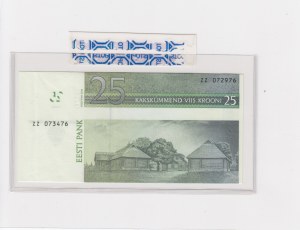 25
ZZ 072976
KAKSKÜMMEND VIIS KROONI 25
ZZ 073476
EESTI PANK